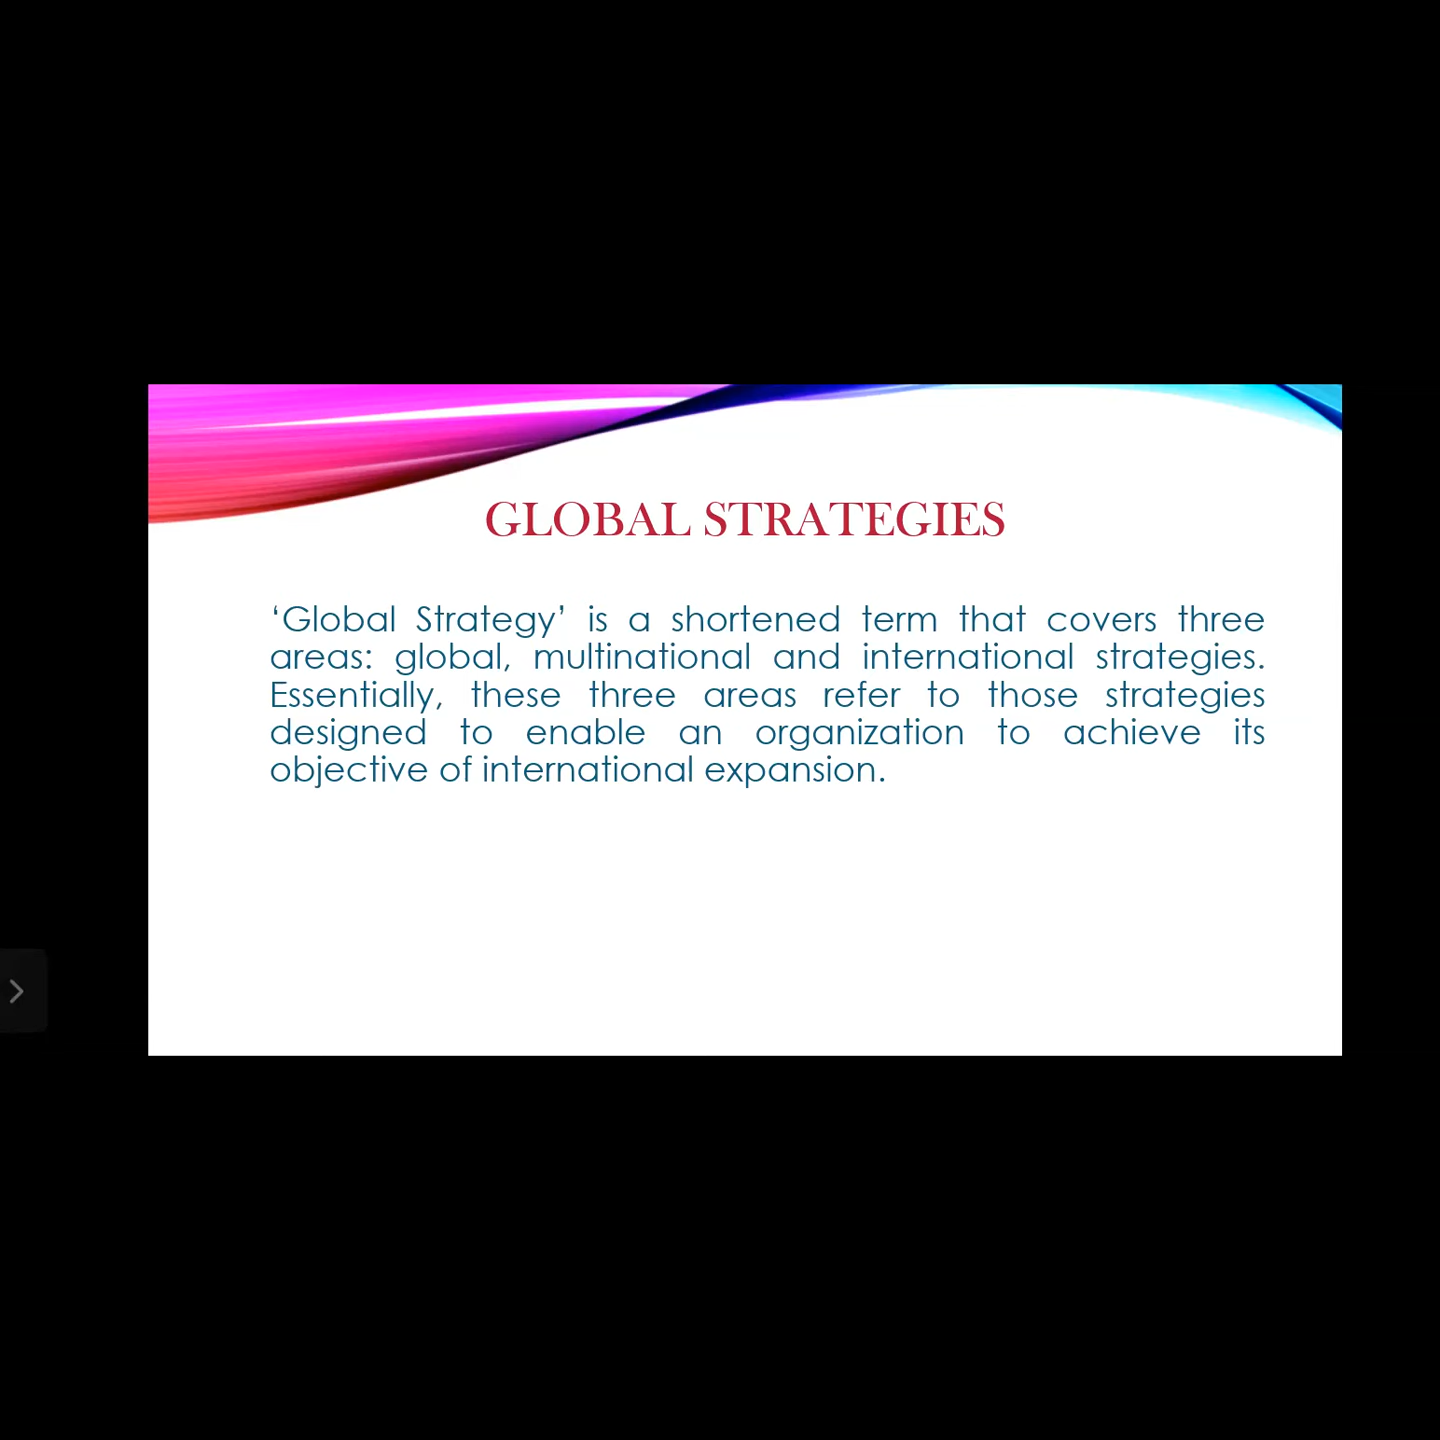 GLOBAL STRATEGIES
‘Global Strategy’ is a shortened term that covers three
areas: global, multinational and international strategies.
Essentially, these three areas refer to those strategies
designed to enable an organization to achieve its
objective of international expansion.